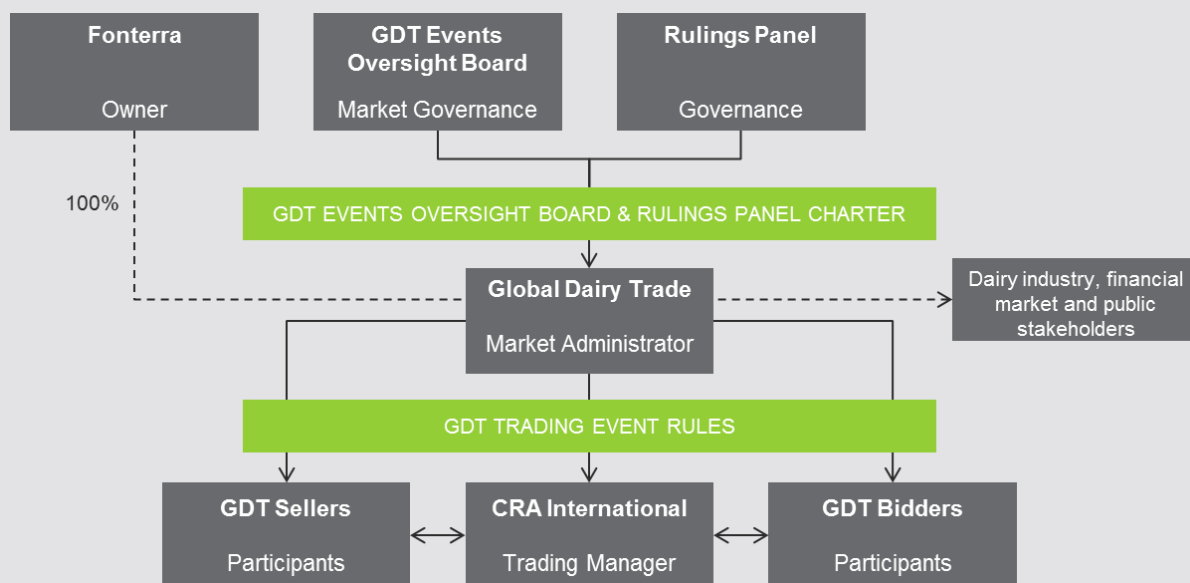 Fonterra
Owner
GDT Events
Oversight Board
Market Governance
Rulings Panel
Governance
100%
GDT EVENTS OVERSIGHT BOARD & RULINGS PANEL CHARTER
Global Dairy Trade
Market Administrator
Dairy industry, financial
market and public
stakeholders
GDT TRADING EVENT RULES
GDT Sellers
Participants
CRA International
Trading Manager
GDT Bidders
Participants